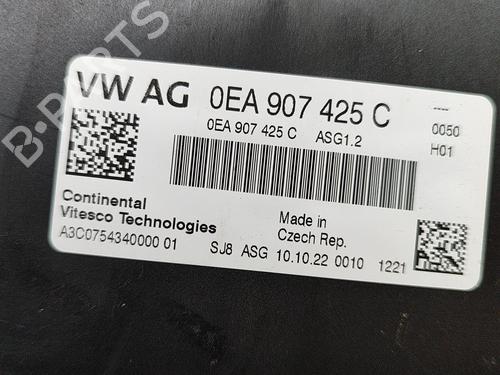 B-PARTS
VW AG 0EA 907 425 C ---
0EA 907 425 C ASG1.2 0050
H01
Continental
Vitesco Technologies
Made in
Czech Rep.
A3C0754340000 01 SJ8 ASG 10.10.22 0010 1221